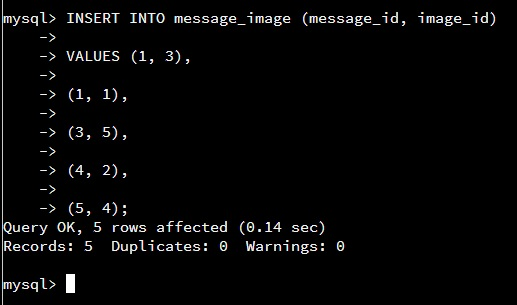 mysql> INSERT INTO message_image (message_id, image_id)
    ->
    -> VALUES (1, 3),
    ->
    -> (1, 1),
    ->
    -> (3, 5),
    ->
    -> (4, 2),
    ->
    -> (5, 4);
Query OK, 5 rows affected (0.14 sec)
Records: 5  Duplicates: 0  Warnings: 0

mysql>